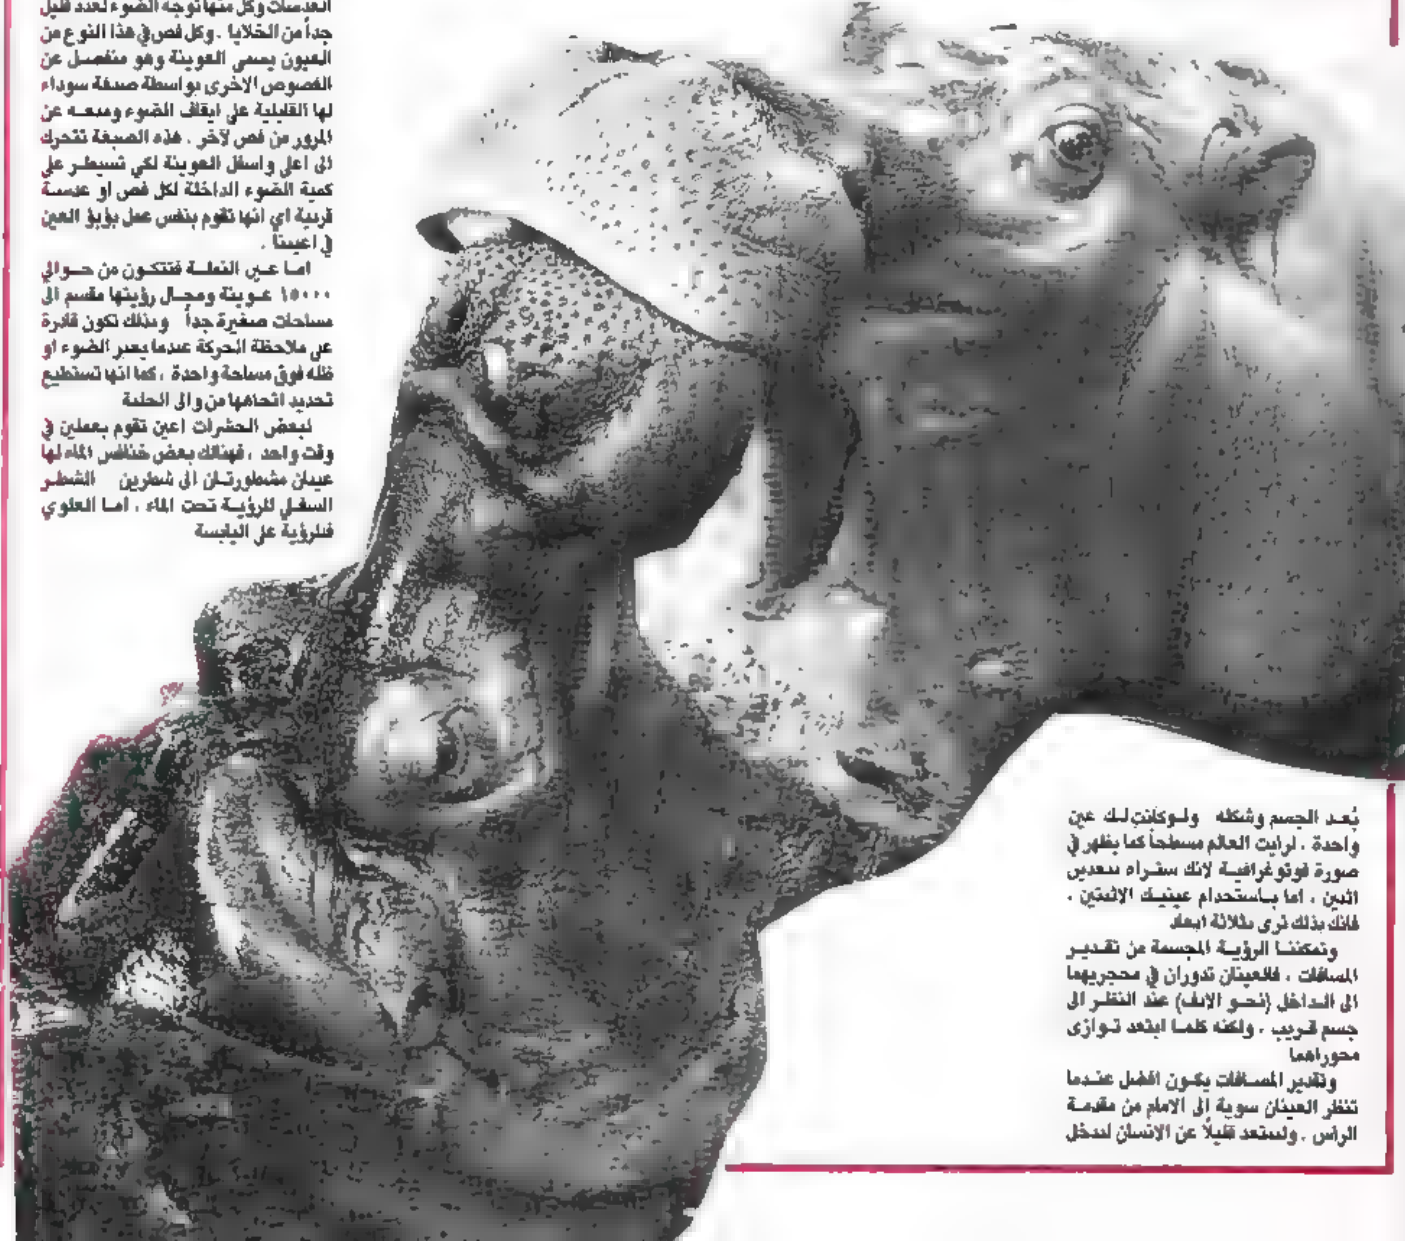 العدسات وكل منها توجه الضوء لعدد قليل
جداً من الخلايا . وكل فص في هذا النوع من
العيون يسمى العوينة وهو منفصل عن
الفصوص الاخرى بواسطة صبغة سوداء
لها القابلية على ايقاف الضوء ومنعه عن
المرور من فص لآخر . هذه الصبغة تتحرك
الى اعلى واسفل العوينة لكي تسيطر على
كمية الضوء الداخلة لكل فص او عدسة
قرنية اي انها تقوم بنفس عمل بؤبؤ العين
في اعيننا .
اما عين النملة فتتكون من حوالي
١٥٠٠٠ عوينة ومجال رؤيتها مقسم الى
مساحات صغيرة جداً وبذلك تكون قادرة
على ملاحظة الحركة عندما يعبر الضوء او
ظله فوق مساحة واحدة ، كما انها تستطيع
تحديد اتجاهها من والى الخلية
لبعض الحشرات اعين تقوم بعملين في
وقت واحد ، فهنالك بعض خنافس الماء لها
عينان مشطورتان الى شطرين الشطر
السفلي للرؤية تحت الماء ، اما العلوي
فللرؤية على اليابسة
بُعد الجسم وشكله ولو كانت لك عين
واحدة ، لرايت العالم مسطحاً كما يظهر في
صورة فوتوغرافية لانك ستراه ببعدين
اثنين ، اما باستخدام عينيك الاثنتين ،
فانك بذلك ترى بثلاثة ابعاد
وتمكننا الرؤية المجسمة من تقدير
المسافات ، فالعينان تدوران في محجريهما
الى الداخل (نحو الانف) عند النظر الى
جسم قريب ، ولكنه كلما ابتعد توازى
محوراهما
وتقدير المسافات يكون افضل عندما
تنظر العينان سوية الى الامام من مقدمة
الراس . ولنبتعد قليلاً عن الانسان لندخل